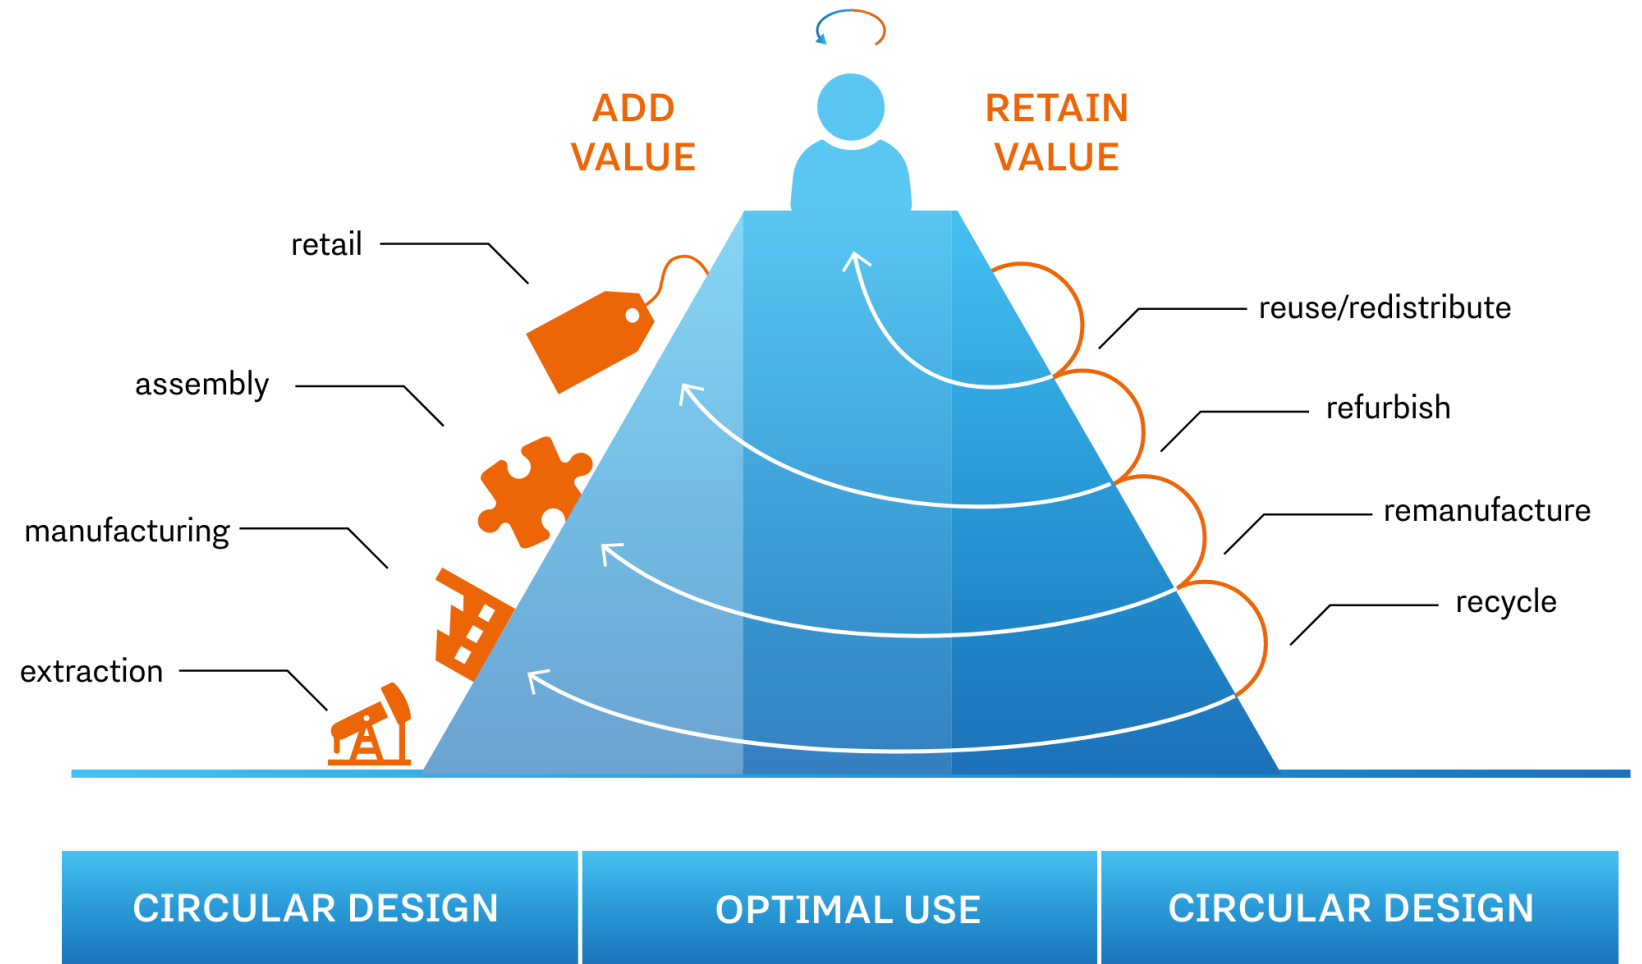 ADD
VALUE
RETAIN
VALUE
retail
reuse/redistribute
assembly
refurbish
manufacturing
remanufacture
recycle
extraction
CIRCULAR DESIGN
OPTIMAL USE
CIRCULAR DESIGN